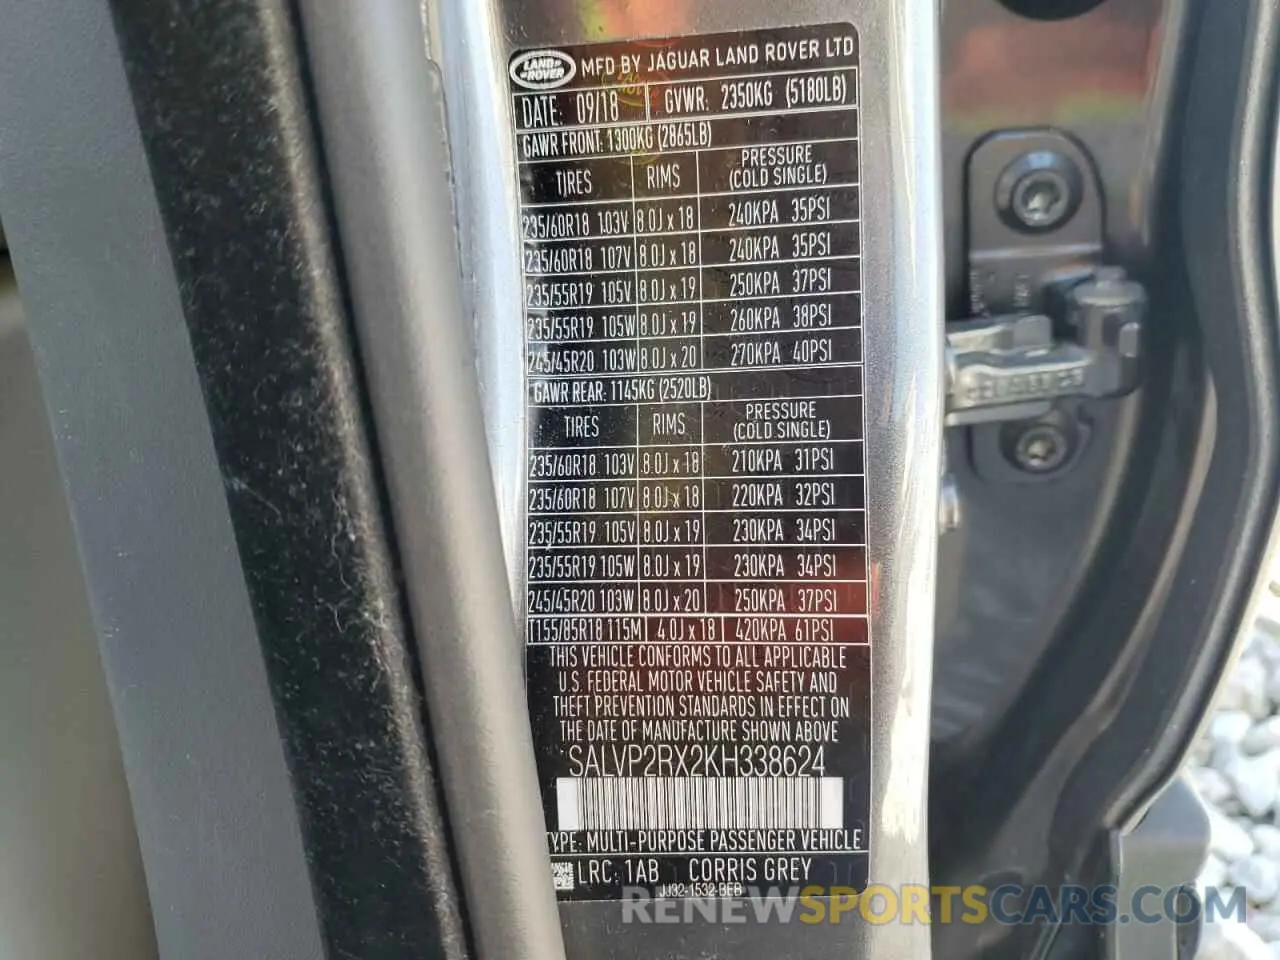 LAND ROVER MFD BY JAGUAR LAND ROVER LTD
DATE: 09/18 GVWR: 2350KG (5180LB)
GAWR FRONT: 1300KG (2865LB)
TIRES RIMS PRESSURE (COLD SINGLE)
235/60R18 103V 8.0J x 18 240KPA 35PSI
235/60R18 107V 8.0J x 18 240KPA 35PSI
235/55R19 105V 8.0J x 19 250KPA 37PSI
235/55R19 105W 8.0J x 19 260KPA 38PSI
245/45R20 103W 8.0J x 20 270KPA 40PSI
GAWR REAR: 1145KG (2520LB)
TIRES RIMS PRESSURE (COLD SINGLE)
235/60R18 103V 8.0J x 18 210KPA 31PSI
235/60R18 107V 8.0J x 18 220KPA 32PSI
235/55R19 105V 8.0J x 19 230KPA 34PSI
235/55R19 105W 8.0J x 19 230KPA 34PSI
245/45R20 103W 8.0J x 20 250KPA 37PSI
T155/85R18 115M 4.0J x 18 420KPA 61PSI
THIS VEHICLE CONFORMS TO ALL APPLICABLE
U.S. FEDERAL MOTOR VEHICLE SAFETY AND
THEFT PREVENTION STANDARDS IN EFFECT ON
THE DATE OF MANUFACTURE SHOWN ABOVE
SALVP2RX2KH338624
TYPE: MULTI-PURPOSE PASSENGER VEHICLE
LRC: 1AB CORRIS GREY
JJ32-1532-BEB
RENEWSPORTSCARS.COM